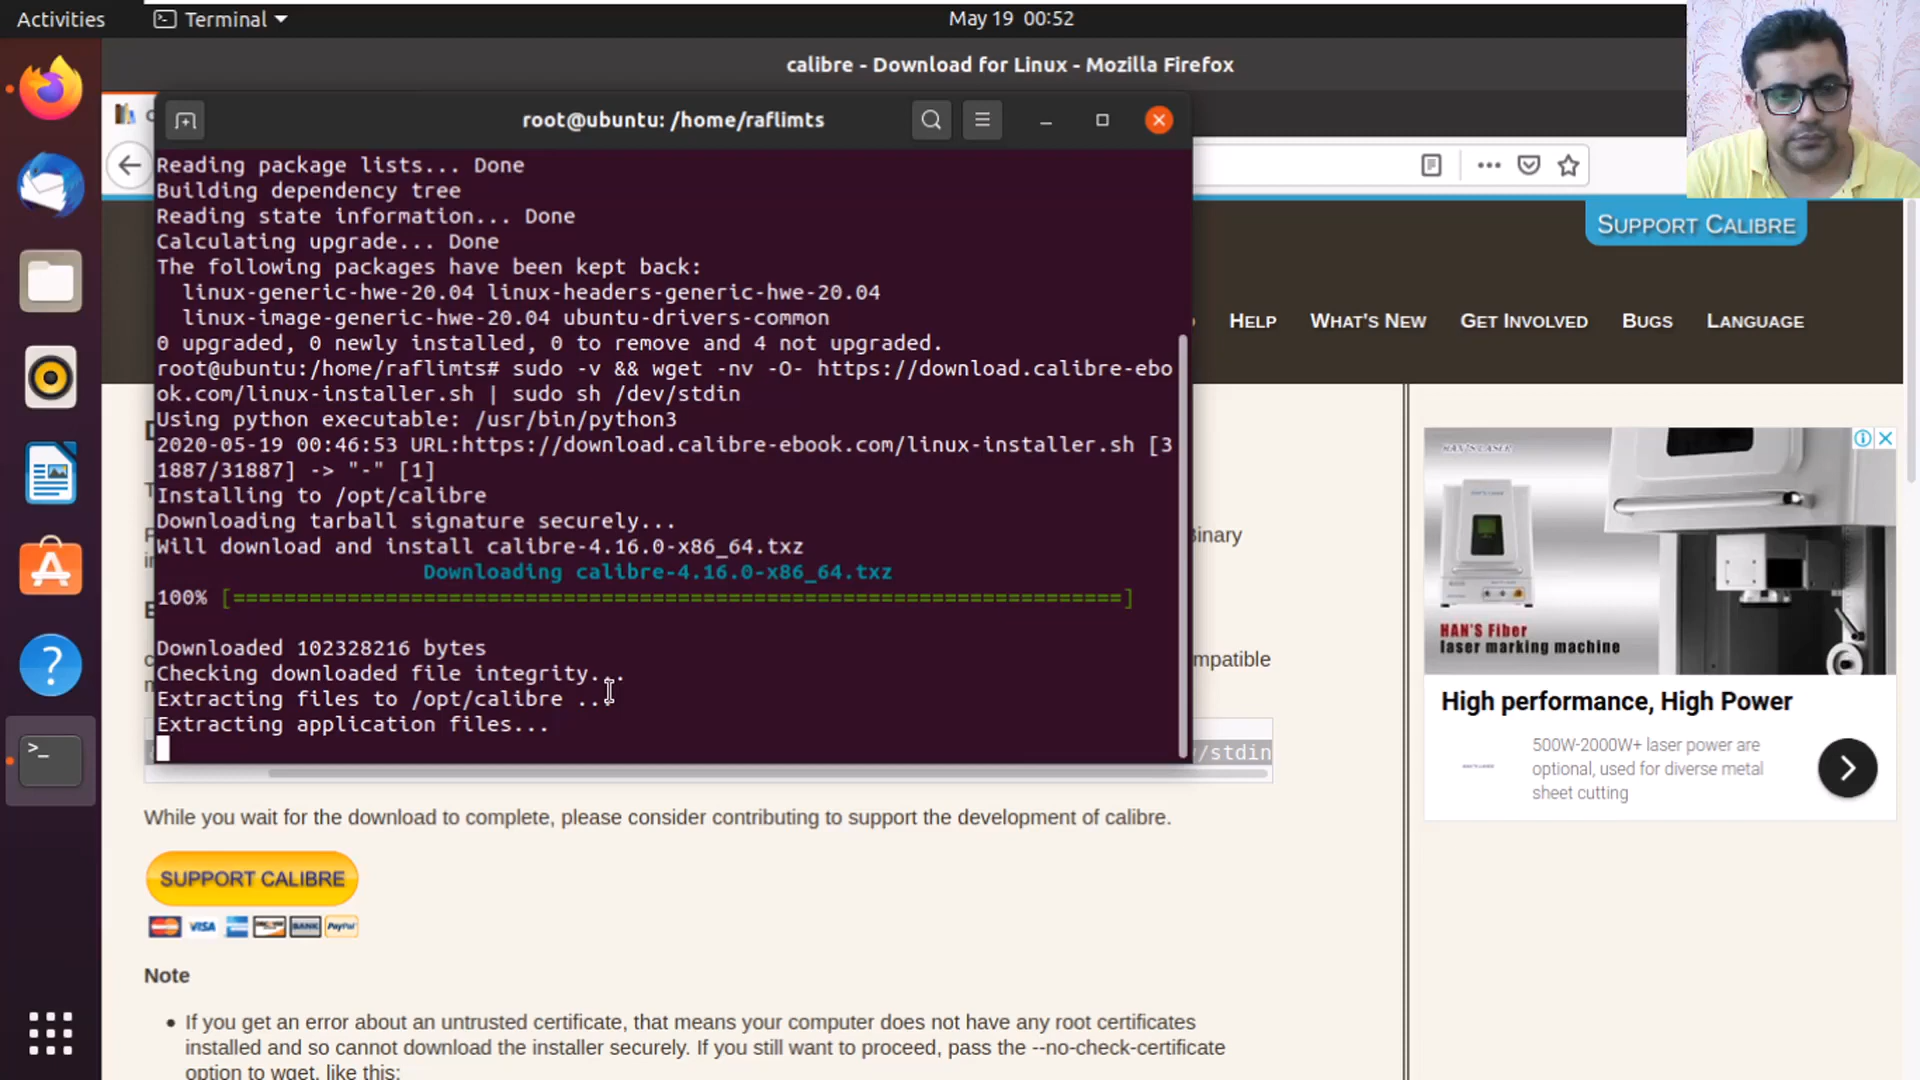 Activities
Terminal
May 19 00:52
calibre - Download for Linux - Mozilla Firefox
root@ubuntu: /home/raflimts
Reading package lists... Done
Building dependency tree
Reading state information... Done
Calculating upgrade... Done
The following packages have been kept back:
linux-generic-hwe-20.04 linux-headers-generic-hwe-20.04
linux-image-generic-hwe-20.04 ubuntu-drivers-common
0 upgraded, 0 newly installed, 0 to remove and 4 not upgraded.
root@ubuntu:/home/raflimts# sudo -v && wget -nv -O- https://download.calibre-ebo
ok.com/linux-installer.sh | sudo sh /dev/stdin
Using python executable: /usr/bin/python3
2020-05-19 00:46:53 URL:https://download.calibre-ebook.com/linux-installer.sh [3
1887/31887] -> "-" [1]
Installing to /opt/calibre
Downloading tarball signature securely...
Will download and install calibre-4.16.0-x86_64.txz
Downloading calibre-4.16.0-x86_64.txz
100% [======================================================================]
Downloaded 102328216 bytes
Checking downloaded file integrity...
Extracting files to /opt/calibre ...
Extracting application files...
SUPPORT CALIBRE
HELP
WHAT'S NEW
GET INVOLVED
BUGS
LANGUAGE
Binary
mpatible
/stdin
While you wait for the download to complete, please consider contributing to support the development of calibre.
SUPPORT CALIBRE
VISA
BANK
PayPal
Note
If you get an error about an untrusted certificate, that means your computer does not have any root certificates
installed and so cannot download the installer securely. If you still want to proceed, pass the --no-check-certificate
option to wget, like this:
HAN'S LASER
HAN'S Fiber
laser marking machine
High performance, High Power
500W-2000W+ laser power are
optional, used for diverse metal
sheet cutting